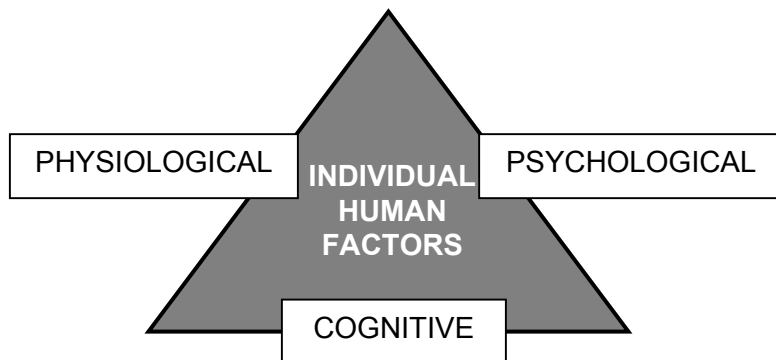 PHYSIOLOGICAL
PSYCHOLOGICAL
INDIVIDUAL
HUMAN
FACTORS
COGNITIVE